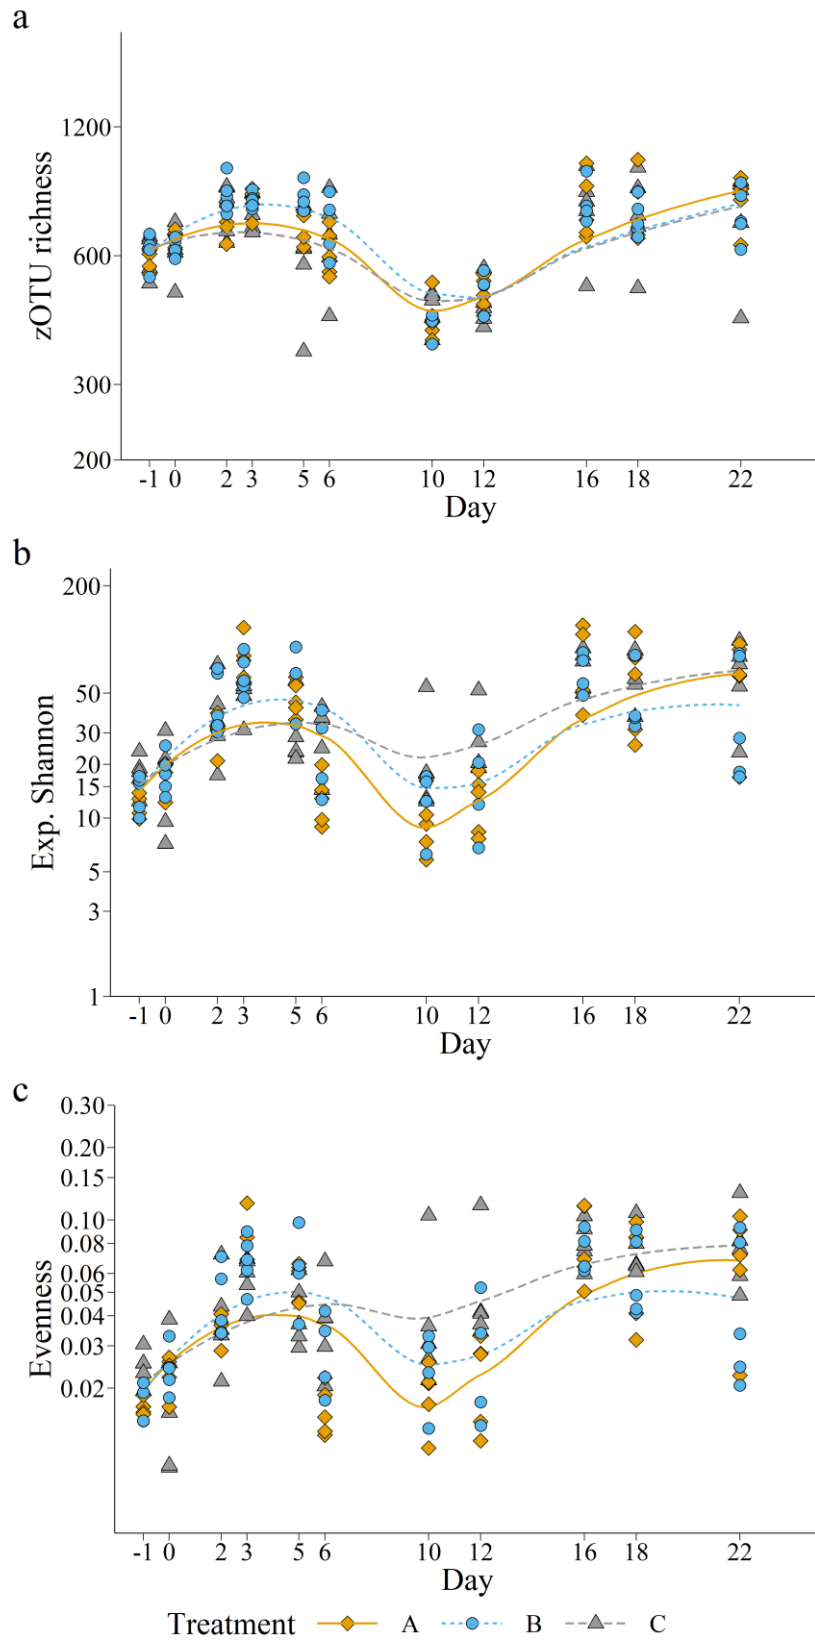 a
zOTU richness
1200
600
300
200
-1 0 2 3 5 6 10 12 16 18 22
Day
b
Exp. Shannon
200
50
30
20
15
10
5
3
1
-1 0 2 3 5 6 10 12 16 18 22
Day
c
Evenness
0.30
0.20
0.15
0.10
0.08
0.06
0.05
0.04
0.03
0.02
-1 0 2 3 5 6 10 12 16 18 22
Day
Treatment A B C